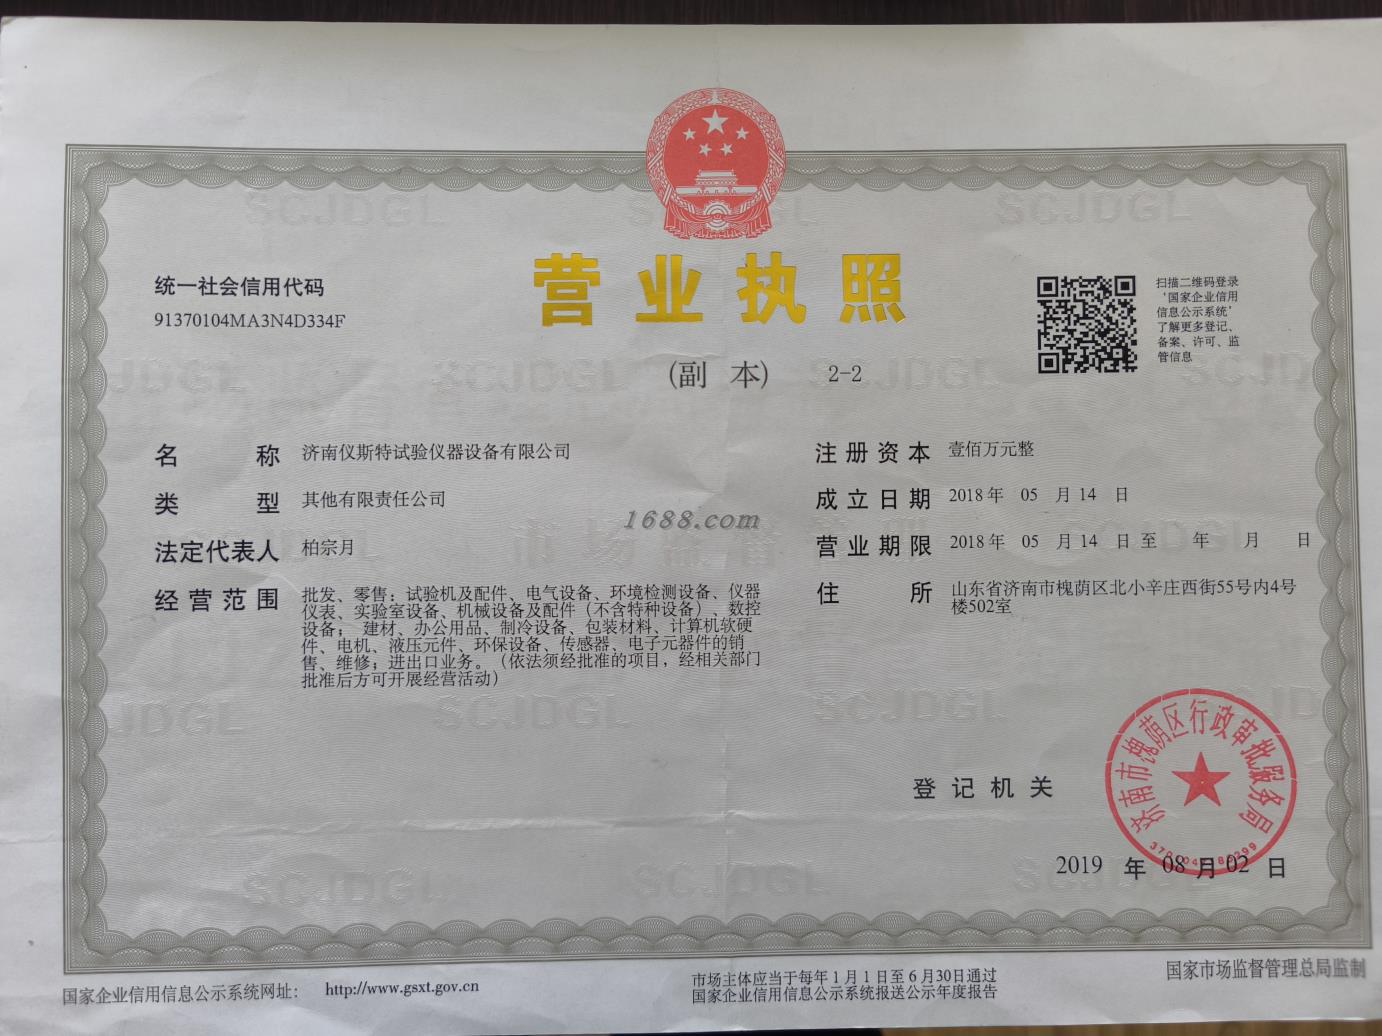 营业执照
(副 本) 2-2
统一社会信用代码
91370104MA3N4D334F
扫描二维码登录
‘国家企业信用
信息公示系统’
了解更多登记、
备案、许可、监
管信息
名 称 济南仪斯特试验仪器设备有限公司
类 型 其他有限责任公司
法定代表人 柏宗月
经营范围 批发、零售：试验机及配件、电气设备、环境检测设备、仪器
仪表、实验室设备、机械设备及配件（不含特种设备）、数控
设备； 建材、办公用品、制冷设备、包装材料、计算机软硬
件、电机、液压元件、环保设备、传感器、电子元器件的销
售、维修；进出口业务。（依法须经批准的项目，经相关部门
批准后方可开展经营活动）
注册资本 壹佰万元整
成立日期 2018年 05 月 14 日
营业期限 2018年 05 月 14 日 至 年 月 日
住 所 山东省济南市槐荫区北小辛庄西街55号内4号
楼502室
1688.com
登记机关
济南市槐荫区行政审批服务局
2019 年 08 月 02 日
国家企业信用信息公示系统网址： http://www.gsxt.gov.cn
市场主体应当于每年1月1日至6月30日通过
国家企业信用信息公示系统报送公示年度报告
国家市场监督管理总局监制
SCJDGL